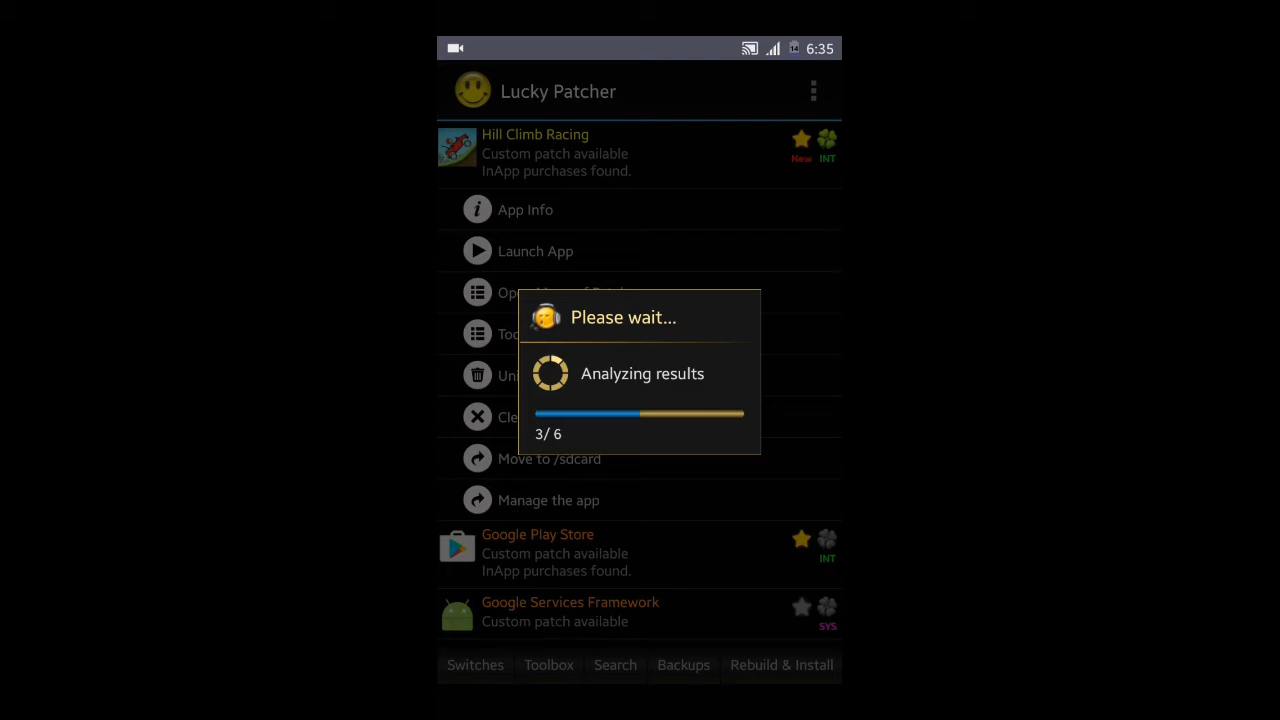 14 6:35
Lucky Patcher
Hill Climb Racing
Custom patch available
InApp purchases found.
New INT
App Info
Launch App
Please wait...
Analyzing results
3/ 6
Move to /sdcard
Manage the app
Google Play Store
Custom patch available
InApp purchases found.
INT
Google Services Framework
Custom patch available
SYS
Switches Toolbox Search Backups Rebuild & Install